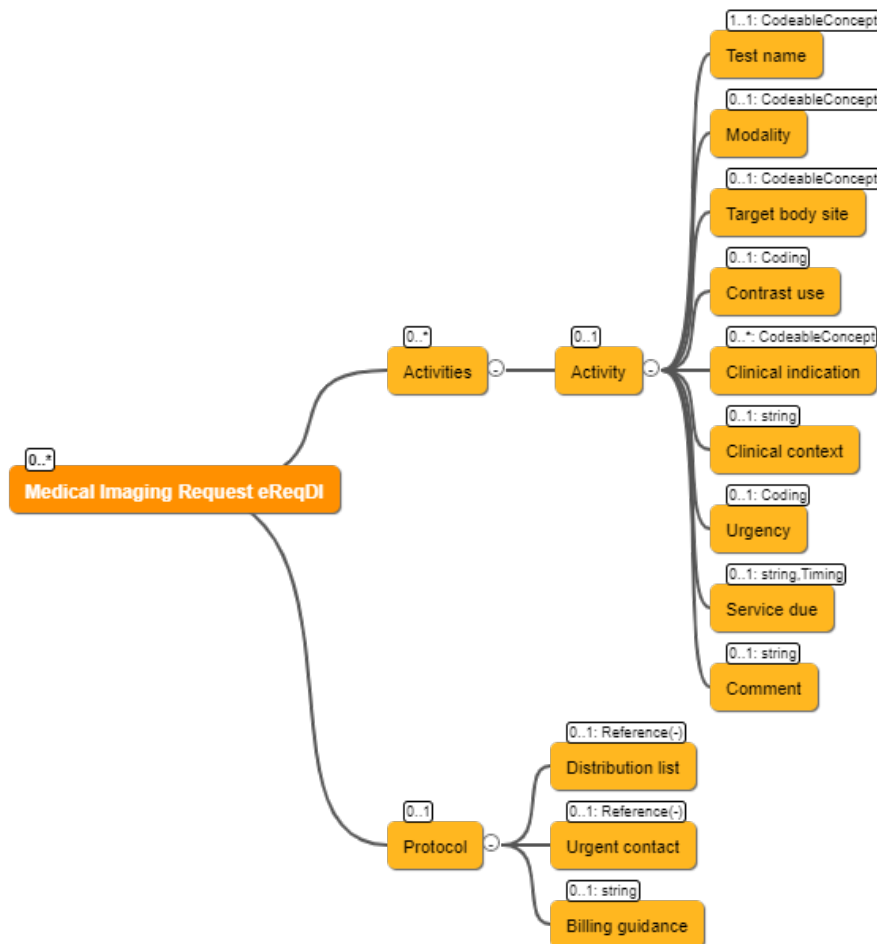 1..1: CodeableConcept
Test name
0..1: CodeableConcept
Modality
0..1: CodeableConcept
Target body site
0..1: Coding
Contrast use
0..*: CodeableConcept
Clinical indication
0..1: string
Clinical context
0..1: Coding
Urgency
0..1: string,Timing
Service due
0..1: string
Comment
0..*
Activities
0..1
Activity
0..*
Medical Imaging Request eReqDI
0..1
Protocol
0..1: Reference(-)
Distribution list
0..1: Reference(-)
Urgent contact
0..1: string
Billing guidance